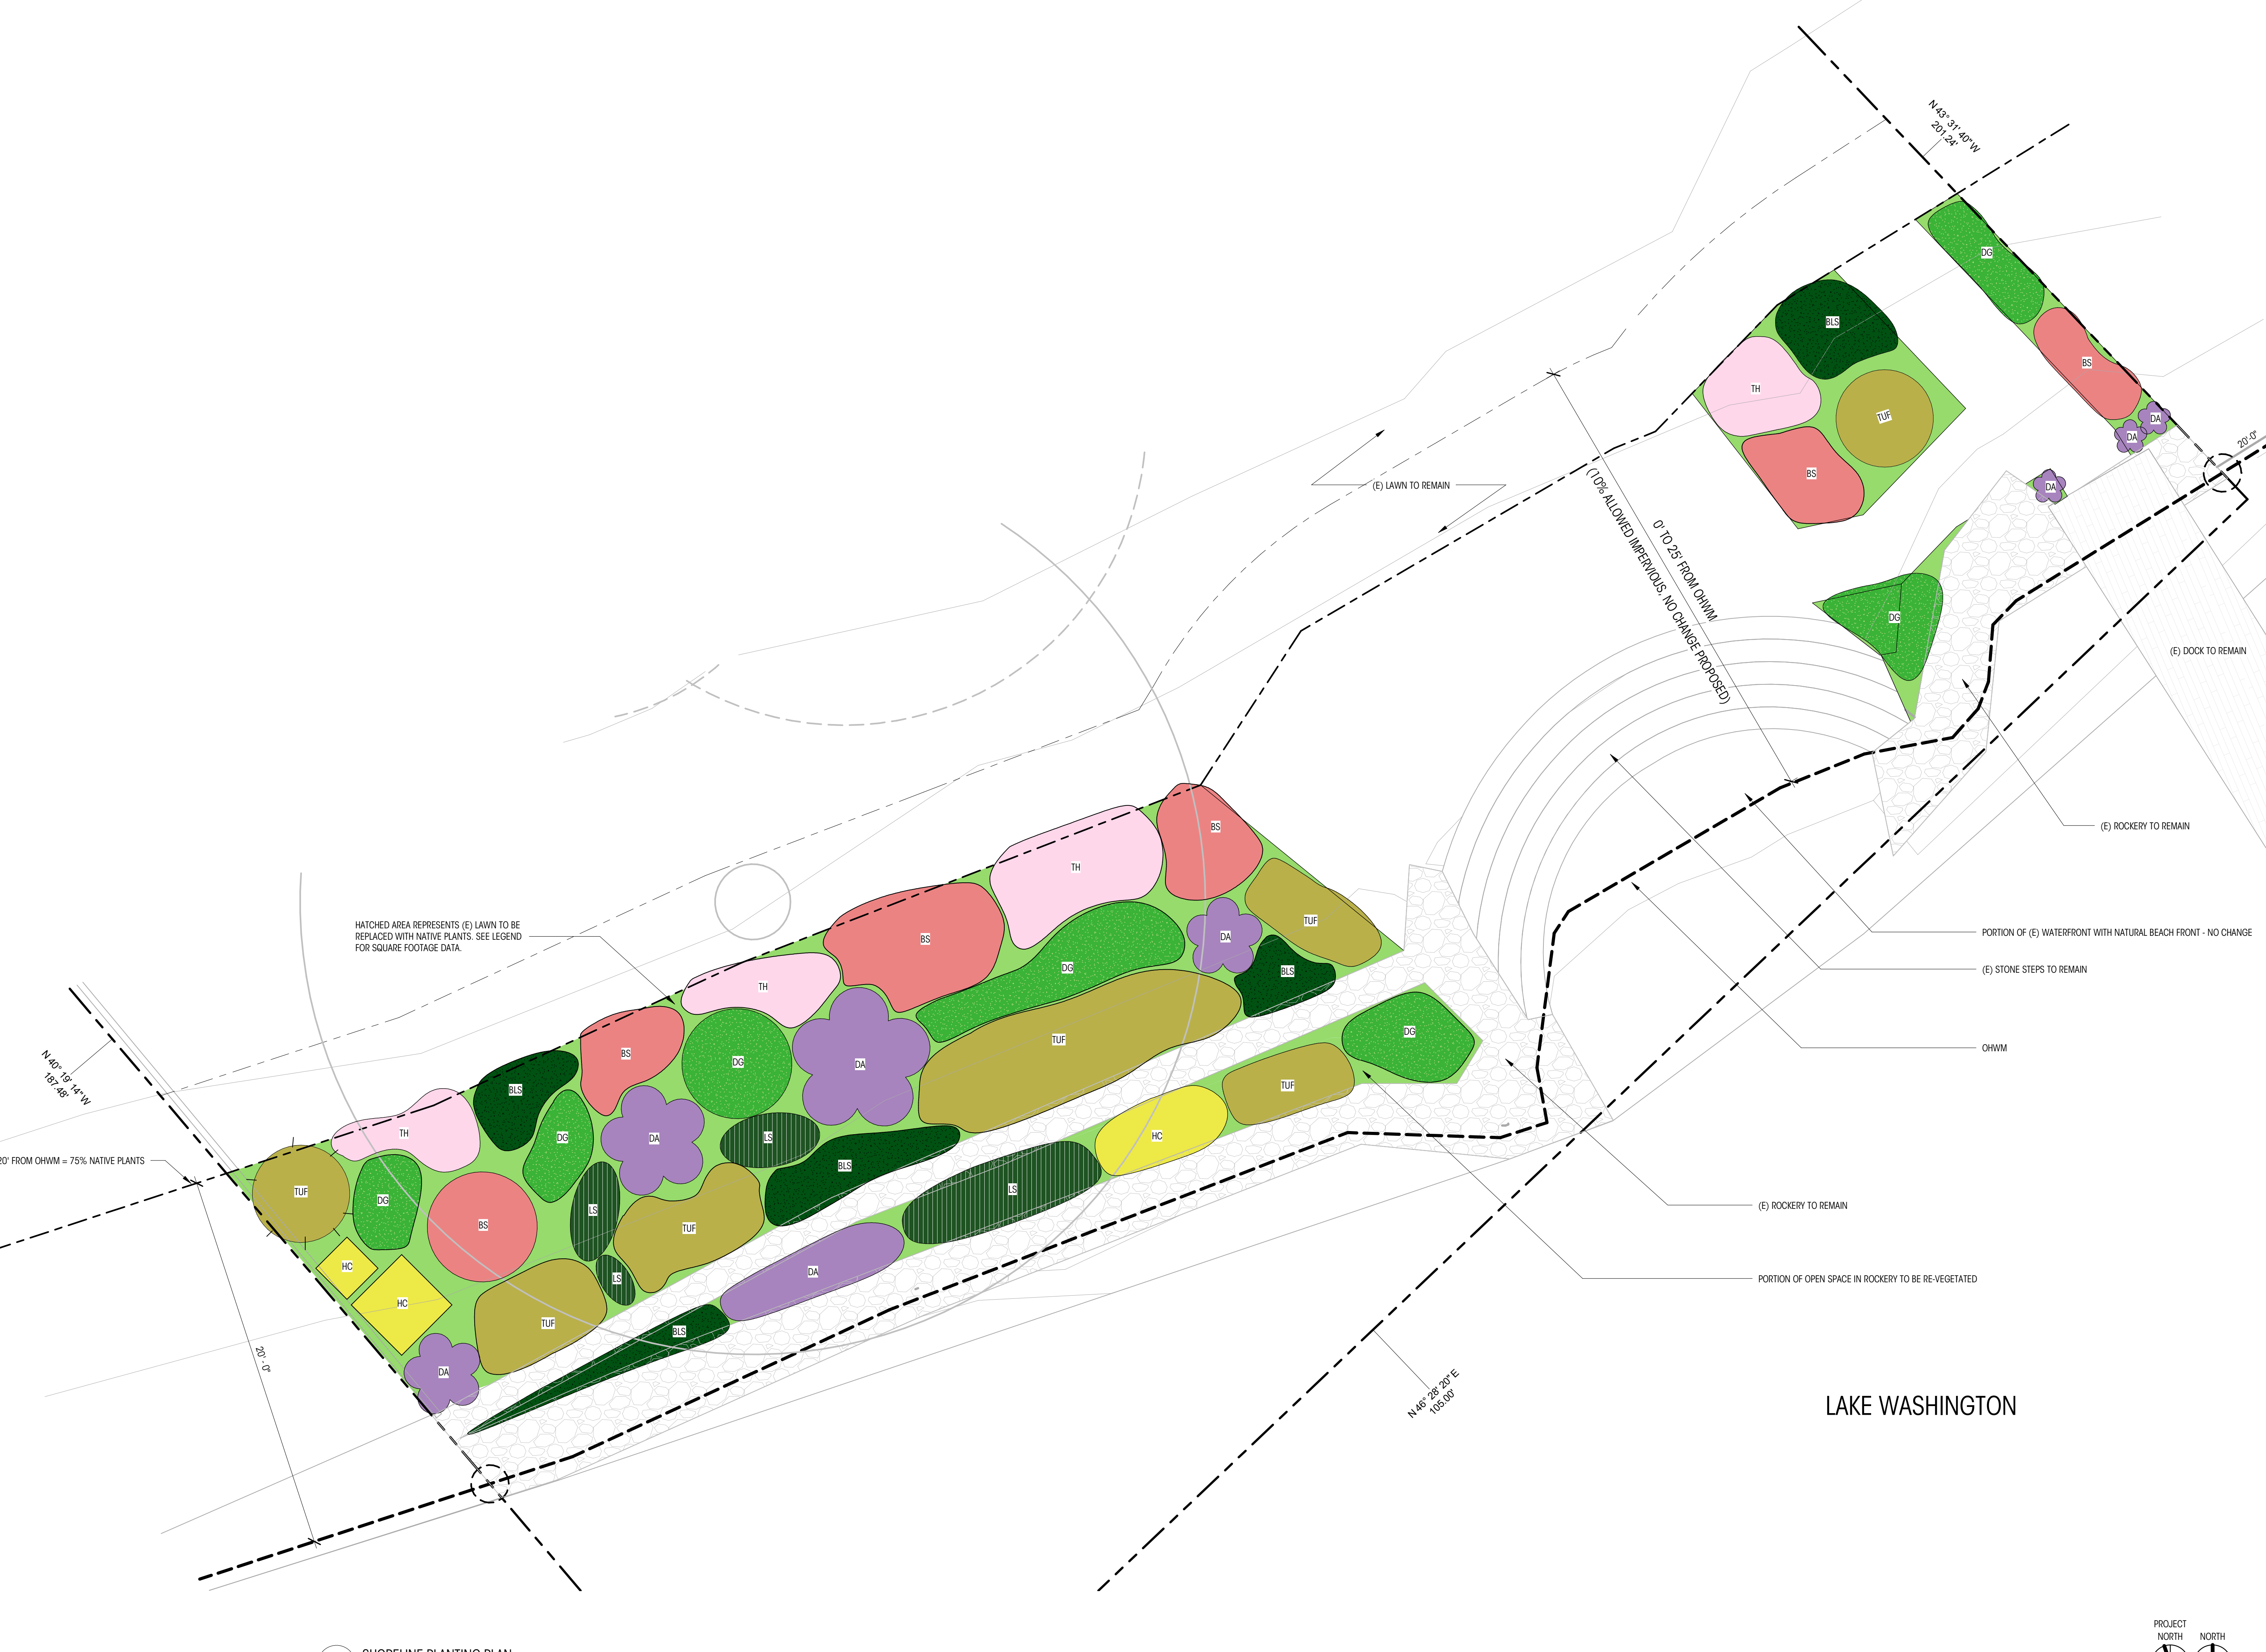 N 43° 31' 40" W
201.24'
DG
BLS
BS
TH
TUF
DA
DA
BS
20'-0"
(E) LAWN TO REMAIN
DA
0' TO 25' FROM OHWM
(10% ALLOWED IMPERVIOUS, NO CHANGE PROPOSED)
DG
(E) DOCK TO REMAIN
(E) ROCKERY TO REMAIN
BS
TH
TUF
HATCHED AREA REPRESENTS (E) LAWN TO BE
REPLACED WITH NATIVE PLANTS. SEE LEGEND
FOR SQUARE FOOTAGE DATA.
BS
DA
PORTION OF (E) WATERFRONT WITH NATURAL BEACH FRONT - NO CHANGE
DG
BLS
(E) STONE STEPS TO REMAIN
TH
DG
TUF
OHWM
BS
DG
DA
N 40° 19' 14" W
187.48'
BLS
TUF
TH
DG
DA
LS
HC
20' FROM OHWM = 75% NATIVE PLANTS
BLS
TUF
DG
LS
LS
(E) ROCKERY TO REMAIN
BS
TUF
HC
DA
LS
PORTION OF OPEN SPACE IN ROCKERY TO BE RE-VEGETATED
HC
TUF
BLS
20' - 0"
DA
N 46° 28' 20" E
105.00'
LAKE WASHINGTON
PROJECT
NORTH
NORTH
SHORELINE PLANTING PLAN